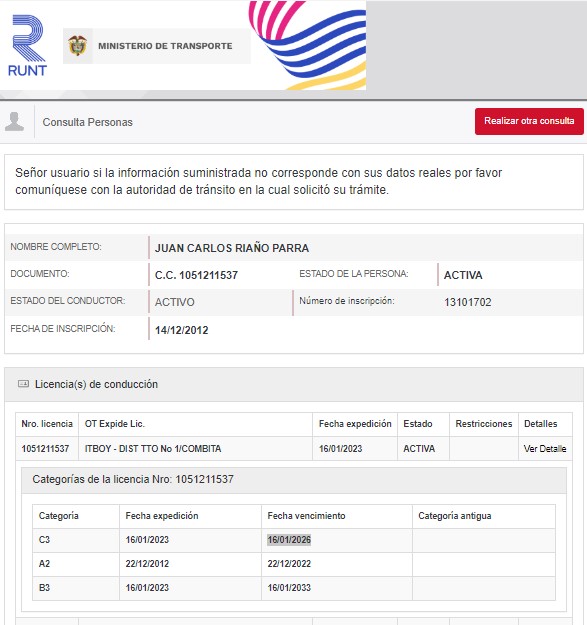 RUNT
MINISTERIO DE TRANSPORTE
Consulta Personas
Realizar otra consulta
Señor usuario si la información suministrada no corresponde con sus datos reales por favor
comuníquese con la autoridad de tránsito en la cual solicitó su trámite.
NOMBRE COMPLETO: JUAN CARLOS RIAÑO PARRA
DOCUMENTO: C.C. 1051211537 ESTADO DE LA PERSONA: ACTIVA
ESTADO DEL CONDUCTOR: ACTIVO Número de inscripción: 13101702
FECHA DE INSCRIPCIÓN: 14/12/2012
Licencia(s) de conducción
Nro. licencia OT Expide Lic. Fecha expedición Estado Restricciones Detalles
1051211537 ITBOY - DIST TTO No 1/COMBITA 16/01/2023 ACTIVA Ver Detalle
Categorías de la licencia Nro: 1051211537
Categoría Fecha expedición Fecha vencimiento Categoría antigua
C3 16/01/2023 16/01/2026
A2 22/12/2012 22/12/2022
B3 16/01/2023 16/01/2033